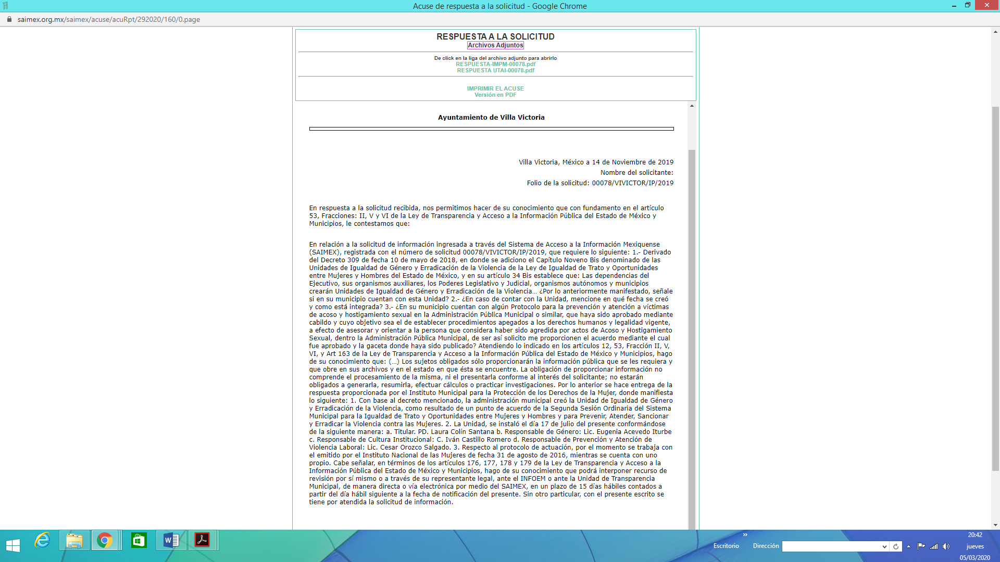 Acuse de respuesta a la solicitud - Google Chrome
saimex.org.mx/saimex/acuse/acuRpt/292020/160/0.page
RESPUESTA A LA SOLICITUD
Archivos Adjuntos
De click en la liga del archivo adjunto para abrirlo
RESPUESTA-IMPM-00078.pdf
RESPUESTA UTAI-00078.pdf
IMPRIMIR EL ACUSE
Versión en PDF
Ayuntamiento de Villa Victoria
Villa Victoria, México a 14 de Noviembre de 2019
Nombre del solicitante:
Folio de la solicitud: 00078/VIVICTOR/IP/2019
En respuesta a la solicitud recibida, nos permitimos hacer de su conocimiento que con fundamento en el artículo
53, Fracciones: II, V y VI de la Ley de Transparencia y Acceso a la Información Pública del Estado de México y
Municipios, le contestamos que:
En relación a la solicitud de información ingresada a través del Sistema de Acceso a la Información Mexiquense
(SAIMEX), registrada con el número de solicitud 00078/VIVICTOR/IP/2019, que requiere lo siguiente: 1.- Derivado
del Decreto 309 de fecha 10 de mayo de 2018, en donde se adiciono el Capítulo Noveno Bis denominado de las
Unidades de Igualdad de Género y Erradicación de la Violencia de la Ley de Igualdad de Trato y Oportunidades
entre Mujeres y Hombres del Estado de México, y en su artículo 34 Bis establece que: Las dependencias del
Ejecutivo, sus organismos auxiliares, los Poderes Legislativo y Judicial, organismos autónomos y municipios
crearán Unidades de Igualdad de Género y Erradicación de la Violencia... ¿Por lo anteriormente manifestado, señale
si en su municipio cuentan con esta Unidad? 2.- ¿En caso de contar con la Unidad, mencione en qué fecha se creó
y como está integrada? 3.- ¿En su municipio cuentan con algún Protocolo para la prevención y atención a víctimas
de acoso y hostigamiento sexual en la Administración Pública Municipal o similar, que haya sido aprobado mediante
cabildo y cuyo objetivo sea el de establecer procedimientos apegados a los derechos humanos y legalidad vigente,
a efecto de asesorar y orientar a la persona que considera haber sido agredida por actos de Acoso y Hostigamiento
Sexual, dentro la Administración Pública Municipal, de ser así solicito me proporcionen el acuerdo mediante el cual
fue aprobado y la gaceta donde haya sido publicado? Atendiendo lo indicado en los artículos 12, 53, Fracción II, V,
VI, y Art 163 de la Ley de Transparencia y Acceso a la Información Pública del Estado de México y Municipios, hago
de su conocimiento que: (...) Los sujetos obligados sólo proporcionarán la información pública que se les requiera y
que obre en sus archivos y en el estado en que ésta se encuentre. La obligación de proporcionar información no
comprende el procesamiento de la misma, ni el presentarla conforme al interés del solicitante; no estarán
obligados a generarla, resumirla, efectuar cálculos o practicar investigaciones. Por lo anterior se hace entrega de la
respuesta proporcionada por el Instituto Municipal para la Protección de los Derechos de la Mujer, donde manifiesta
lo siguiente: 1. Con base al decreto mencionado, la administración municipal creó la Unidad de Igualdad de Género
y Erradicación de la Violencia, como resultado de un punto de acuerdo de la Segunda Sesión Ordinaria del Sistema
Municipal para la Igualdad de Trato y Oportunidades entre Mujeres y Hombres y para Prevenir, Atender, Sancionar
y Erradicar la Violencia contra las Mujeres. 2. La Unidad, se instaló el día 17 de julio del presente conformándose
de la siguiente manera: a. Titular. PD. Laura Colín Santana b. Responsable de Género: Lic. Eugenia Acevedo Iturbe
c. Responsable de Cultura Institucional: C. Iván Castillo Romero d. Responsable de Prevención y Atención de
Violencia Laboral: Lic. Cesar Orozco Salgado. 3. Respecto al protocolo de actuación, por el momento se trabaja con
el emitido por el Instituto Nacional de las Mujeres de fecha 31 de agosto de 2016, mientras se cuenta con uno
propio. Cabe señalar, en términos de los artículos 176, 177, 178 y 179 de la Ley de Transparencia y Acceso a la
Información Pública del Estado de México y Municipios, hago de su conocimiento que podrá interponer recurso de
revisión por sí mismo o a través de su representante legal, ante el INFOEM o ante la Unidad de Transparencia
Municipal, de manera directa o vía electrónica por medio del SAIMEX, en un plazo de 15 días hábiles contados a
partir del día hábil siguiente a la fecha de notificación del presente. Sin otro particular, con el presente escrito se
tiene por atendida la solicitud de información.
Escritorio
Dirección
20:42
jueves
05/03/2020